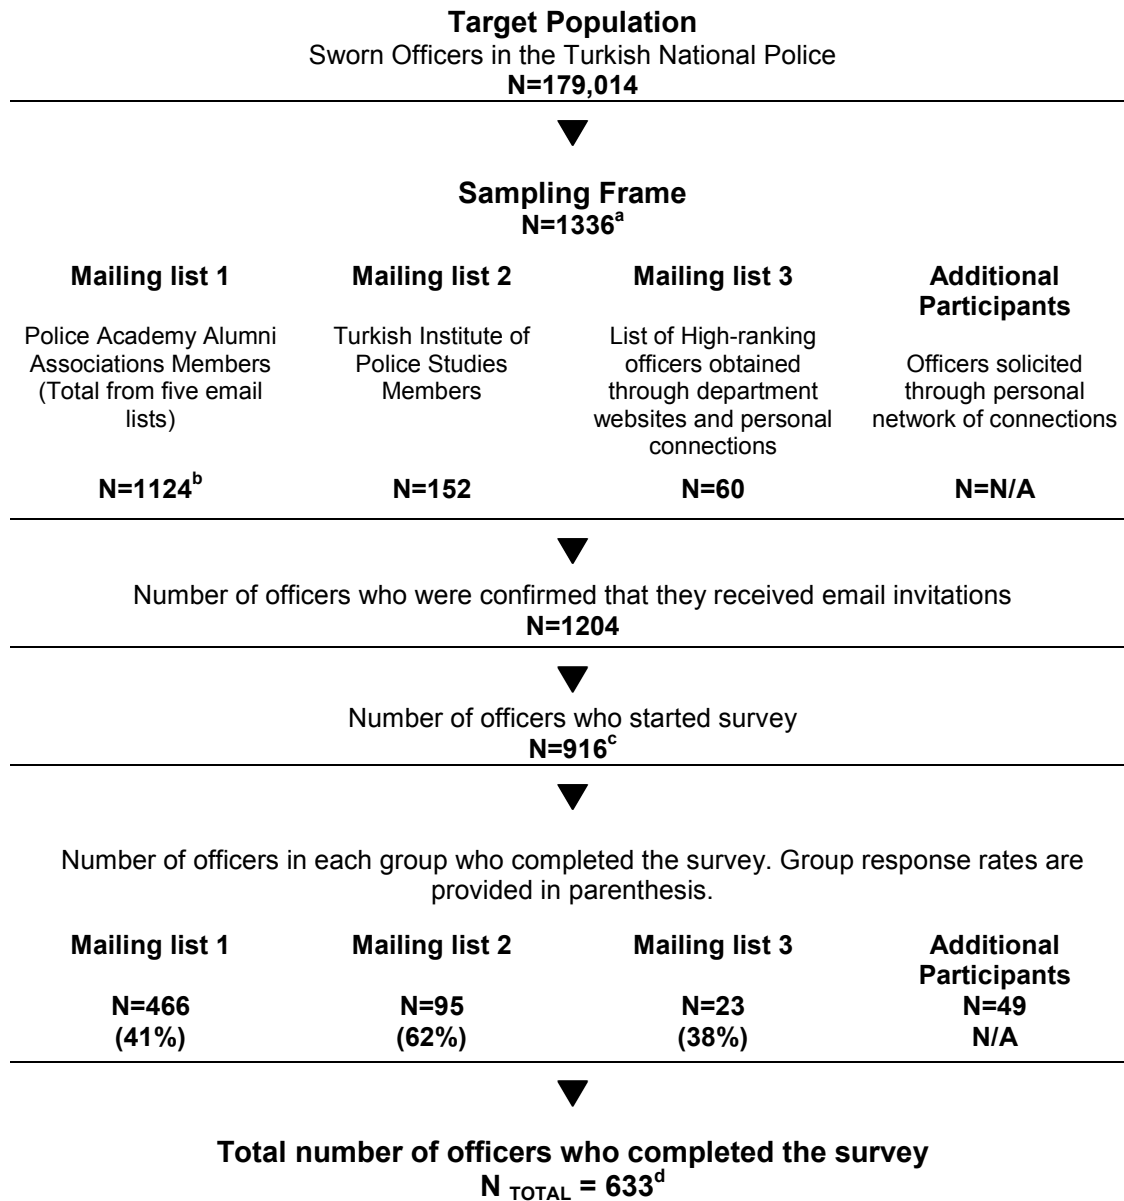 Target Population
Sworn Officers in the Turkish National Police
N=179,014
Sampling Frame
N=1336a
Mailing list 1
Police Academy Alumni
Associations Members
(Total from five email
lists)
N=1124b
Mailing list 2
Turkish Institute of
Police Studies
Members
N=152
Mailing list 3
List of High-ranking
officers obtained
through department
websites and personal
connections
N=60
Additional
Participants
Officers solicited
through personal
network of connections
N=N/A
Number of officers who were confirmed that they received email invitations
N=1204
Number of officers who started survey
N=916c
Number of officers in each group who completed the survey. Group response rates are
provided in parenthesis.
Mailing list 1
N=466
(41%)
Mailing list 2
N=95
(62%)
Mailing list 3
N=23
(38%)
Additional
Participants
N=49
N/A
Total number of officers who completed the survey
N TOTAL = 633d